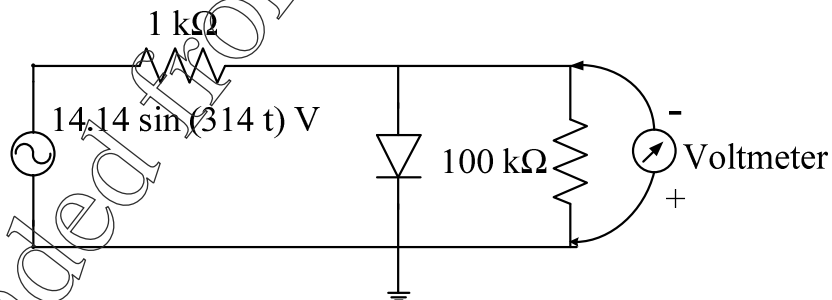 1 kΩ
14.14 sin (314 t) V
100 kΩ
-
Voltmeter
+